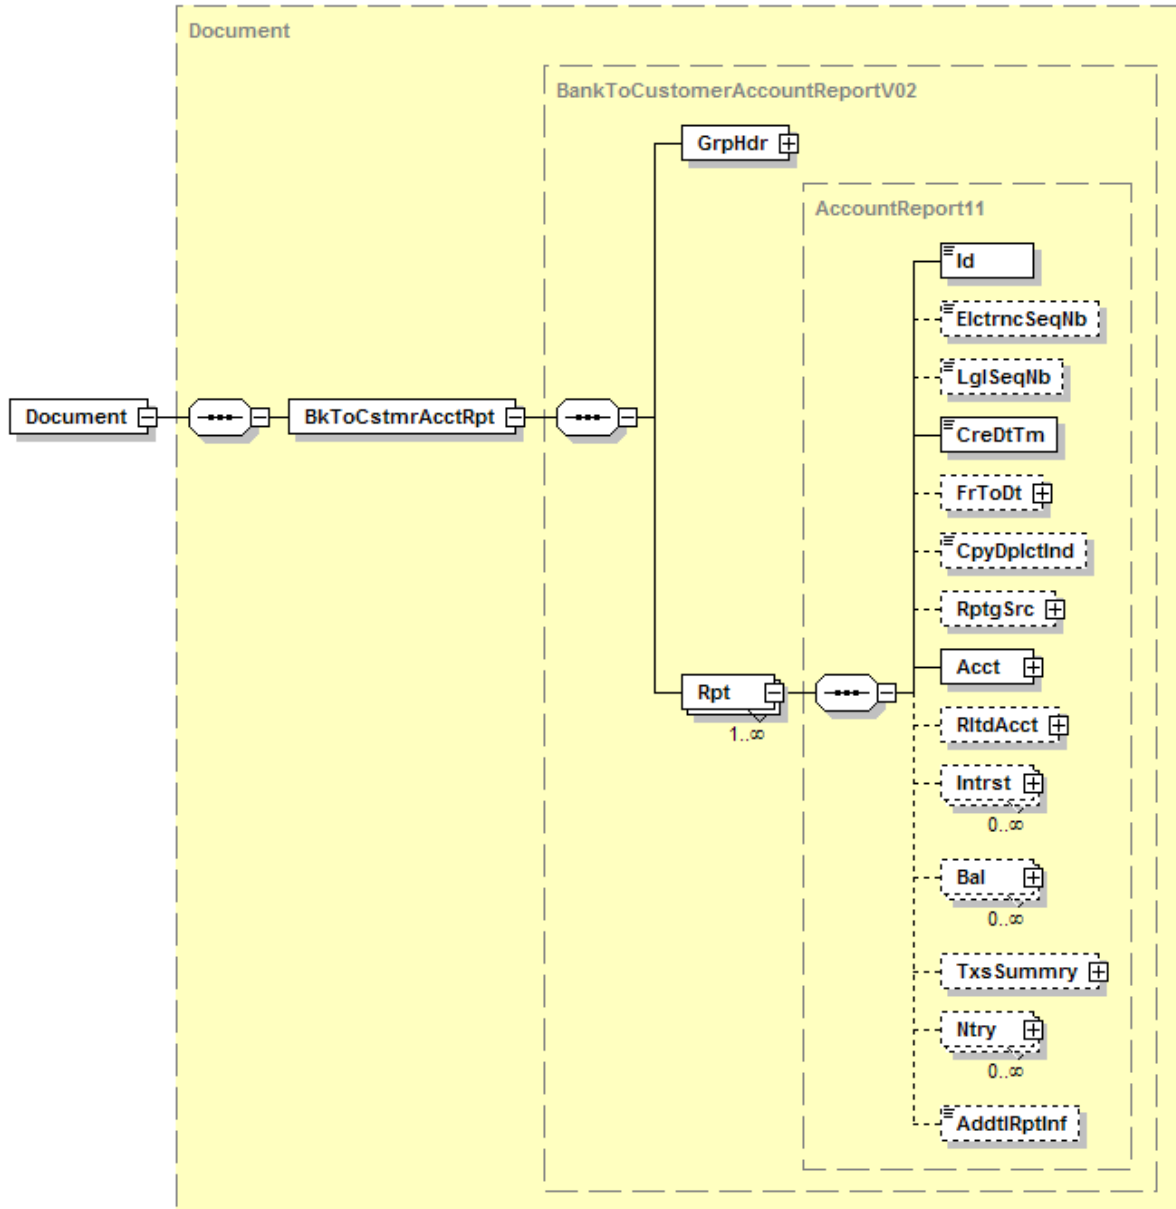 Document
BankToCustomerAccountReportV02
GrpHdr
AccountReport11
Id
ElctrncSeqNb
LglSeqNb
Document
BkToCstmrAcctRpt
CreDtTm
FrToDt
CpyDplctInd
RptgSrc
Acct
Rpt
1..∞
RltdAcct
Intrst
0..∞
Bal
0..∞
TxsSummry
Ntry
0..∞
AddtlRptInf